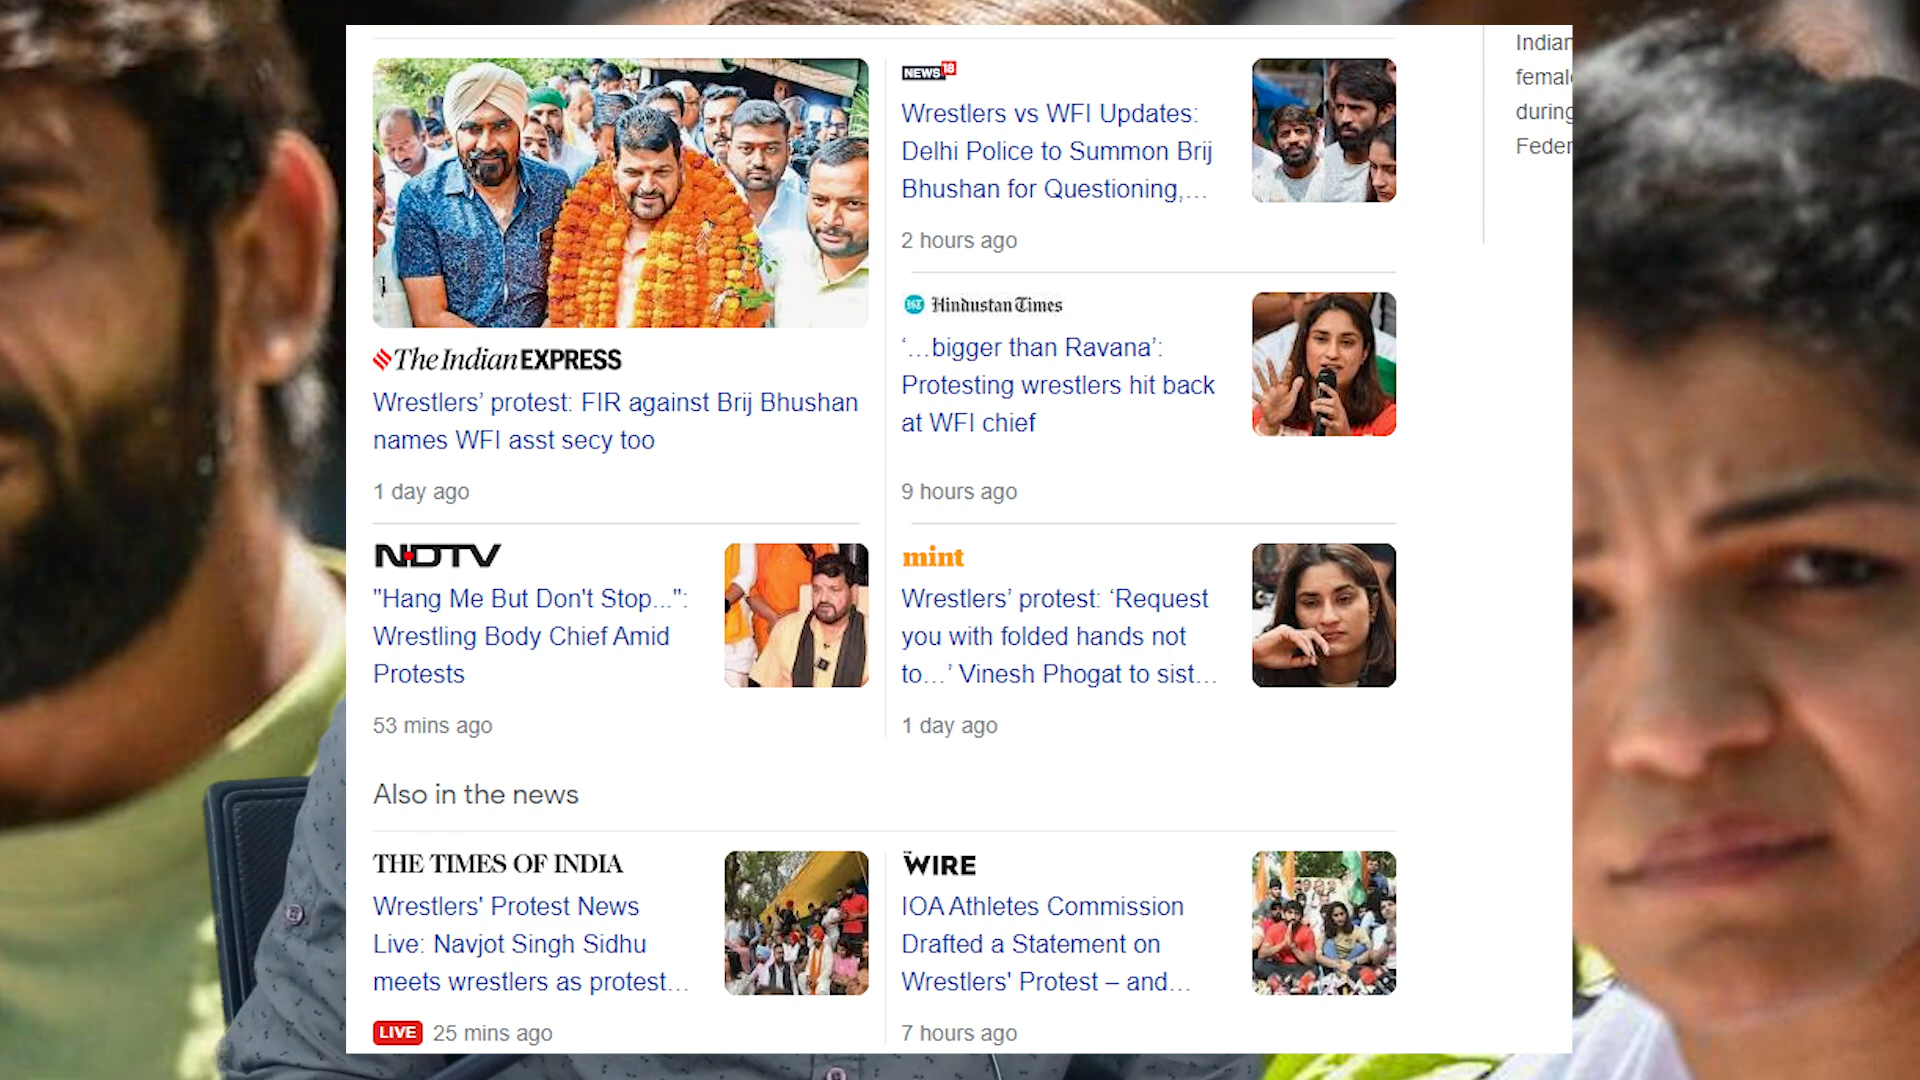 The Indian EXPRESS
Wrestlers’ protest: FIR against Brij Bhushan
names WFI asst secy too
1 day ago
NEWS18
Wrestlers vs WFI Updates:
Delhi Police to Summon Brij
Bhushan for Questioning,...
2 hours ago
HT Hindustan Times
‘...bigger than Ravana’:
Protesting wrestlers hit back
at WFI chief
9 hours ago
NDTV
"Hang Me But Don't Stop...":
Wrestling Body Chief Amid
Protests
53 mins ago
mint
Wrestlers’ protest: ‘Request
you with folded hands not
to...’ Vinesh Phogat to sist...
1 day ago
Also in the news
THE TIMES OF INDIA
Wrestlers' Protest News
Live: Navjot Singh Sidhu
meets wrestlers as protest...
LIVE 25 mins ago
THE WIRE
IOA Athletes Commission
Drafted a Statement on
Wrestlers' Protest – and...
7 hours ago
Indian
femal
during
Feder